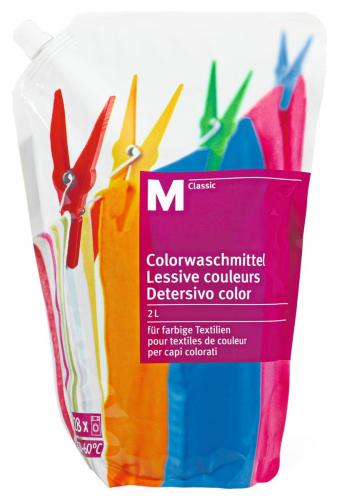 M
Classic
Colorwaschmittel
Lessive couleurs
Detersivo color
2 L
für farbige Textilien
pour textiles de couleur
per capi colorati